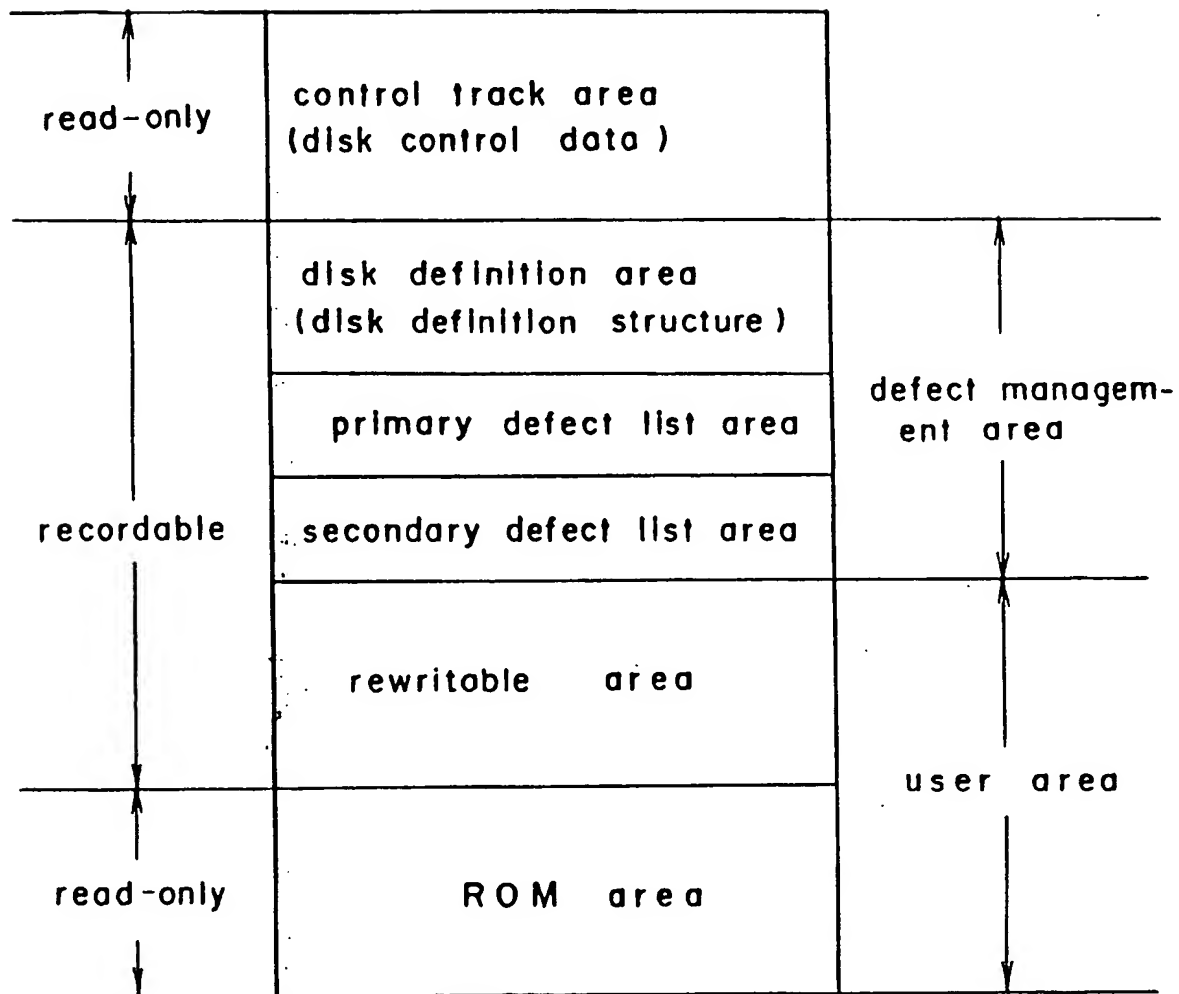 read-only
control track area
(disk control data )
disk definition area
(disk definition structure )
primary defect list area
defect managem-
ent area
recordable
secondary defect list area
rewritable area
user area
read-only
ROM area